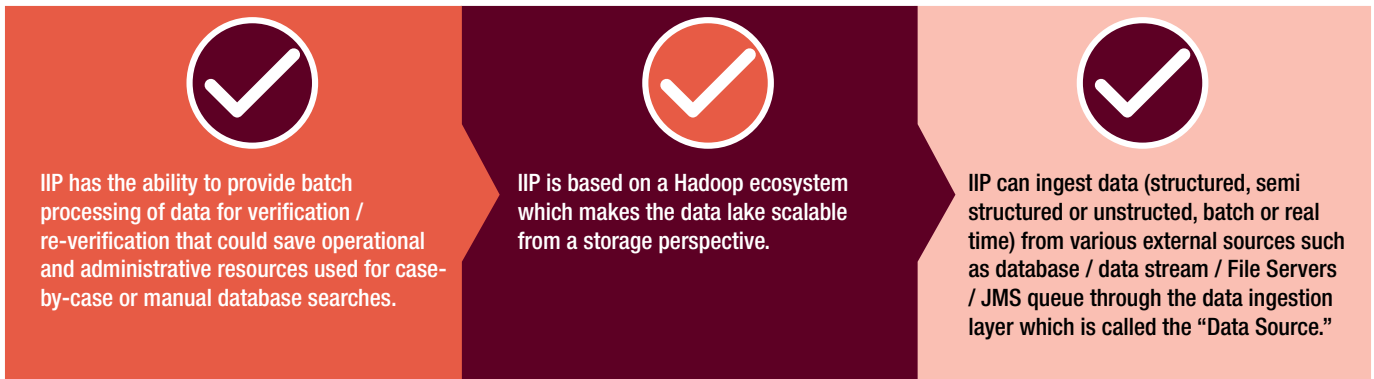 IIP has the ability to provide batch
processing of data for verification /
re-verification that could save operational
and administrative resources used for case-
by-case or manual database searches.
IIP is based on a Hadoop ecosystem
which makes the data lake scalable
from a storage perspective.
IIP can ingest data (structured, semi
structured or unstructed, batch or real
time) from various external sources such
as database / data stream / File Servers
/ JMS queue through the data ingestion
layer which is called the “Data Source.”